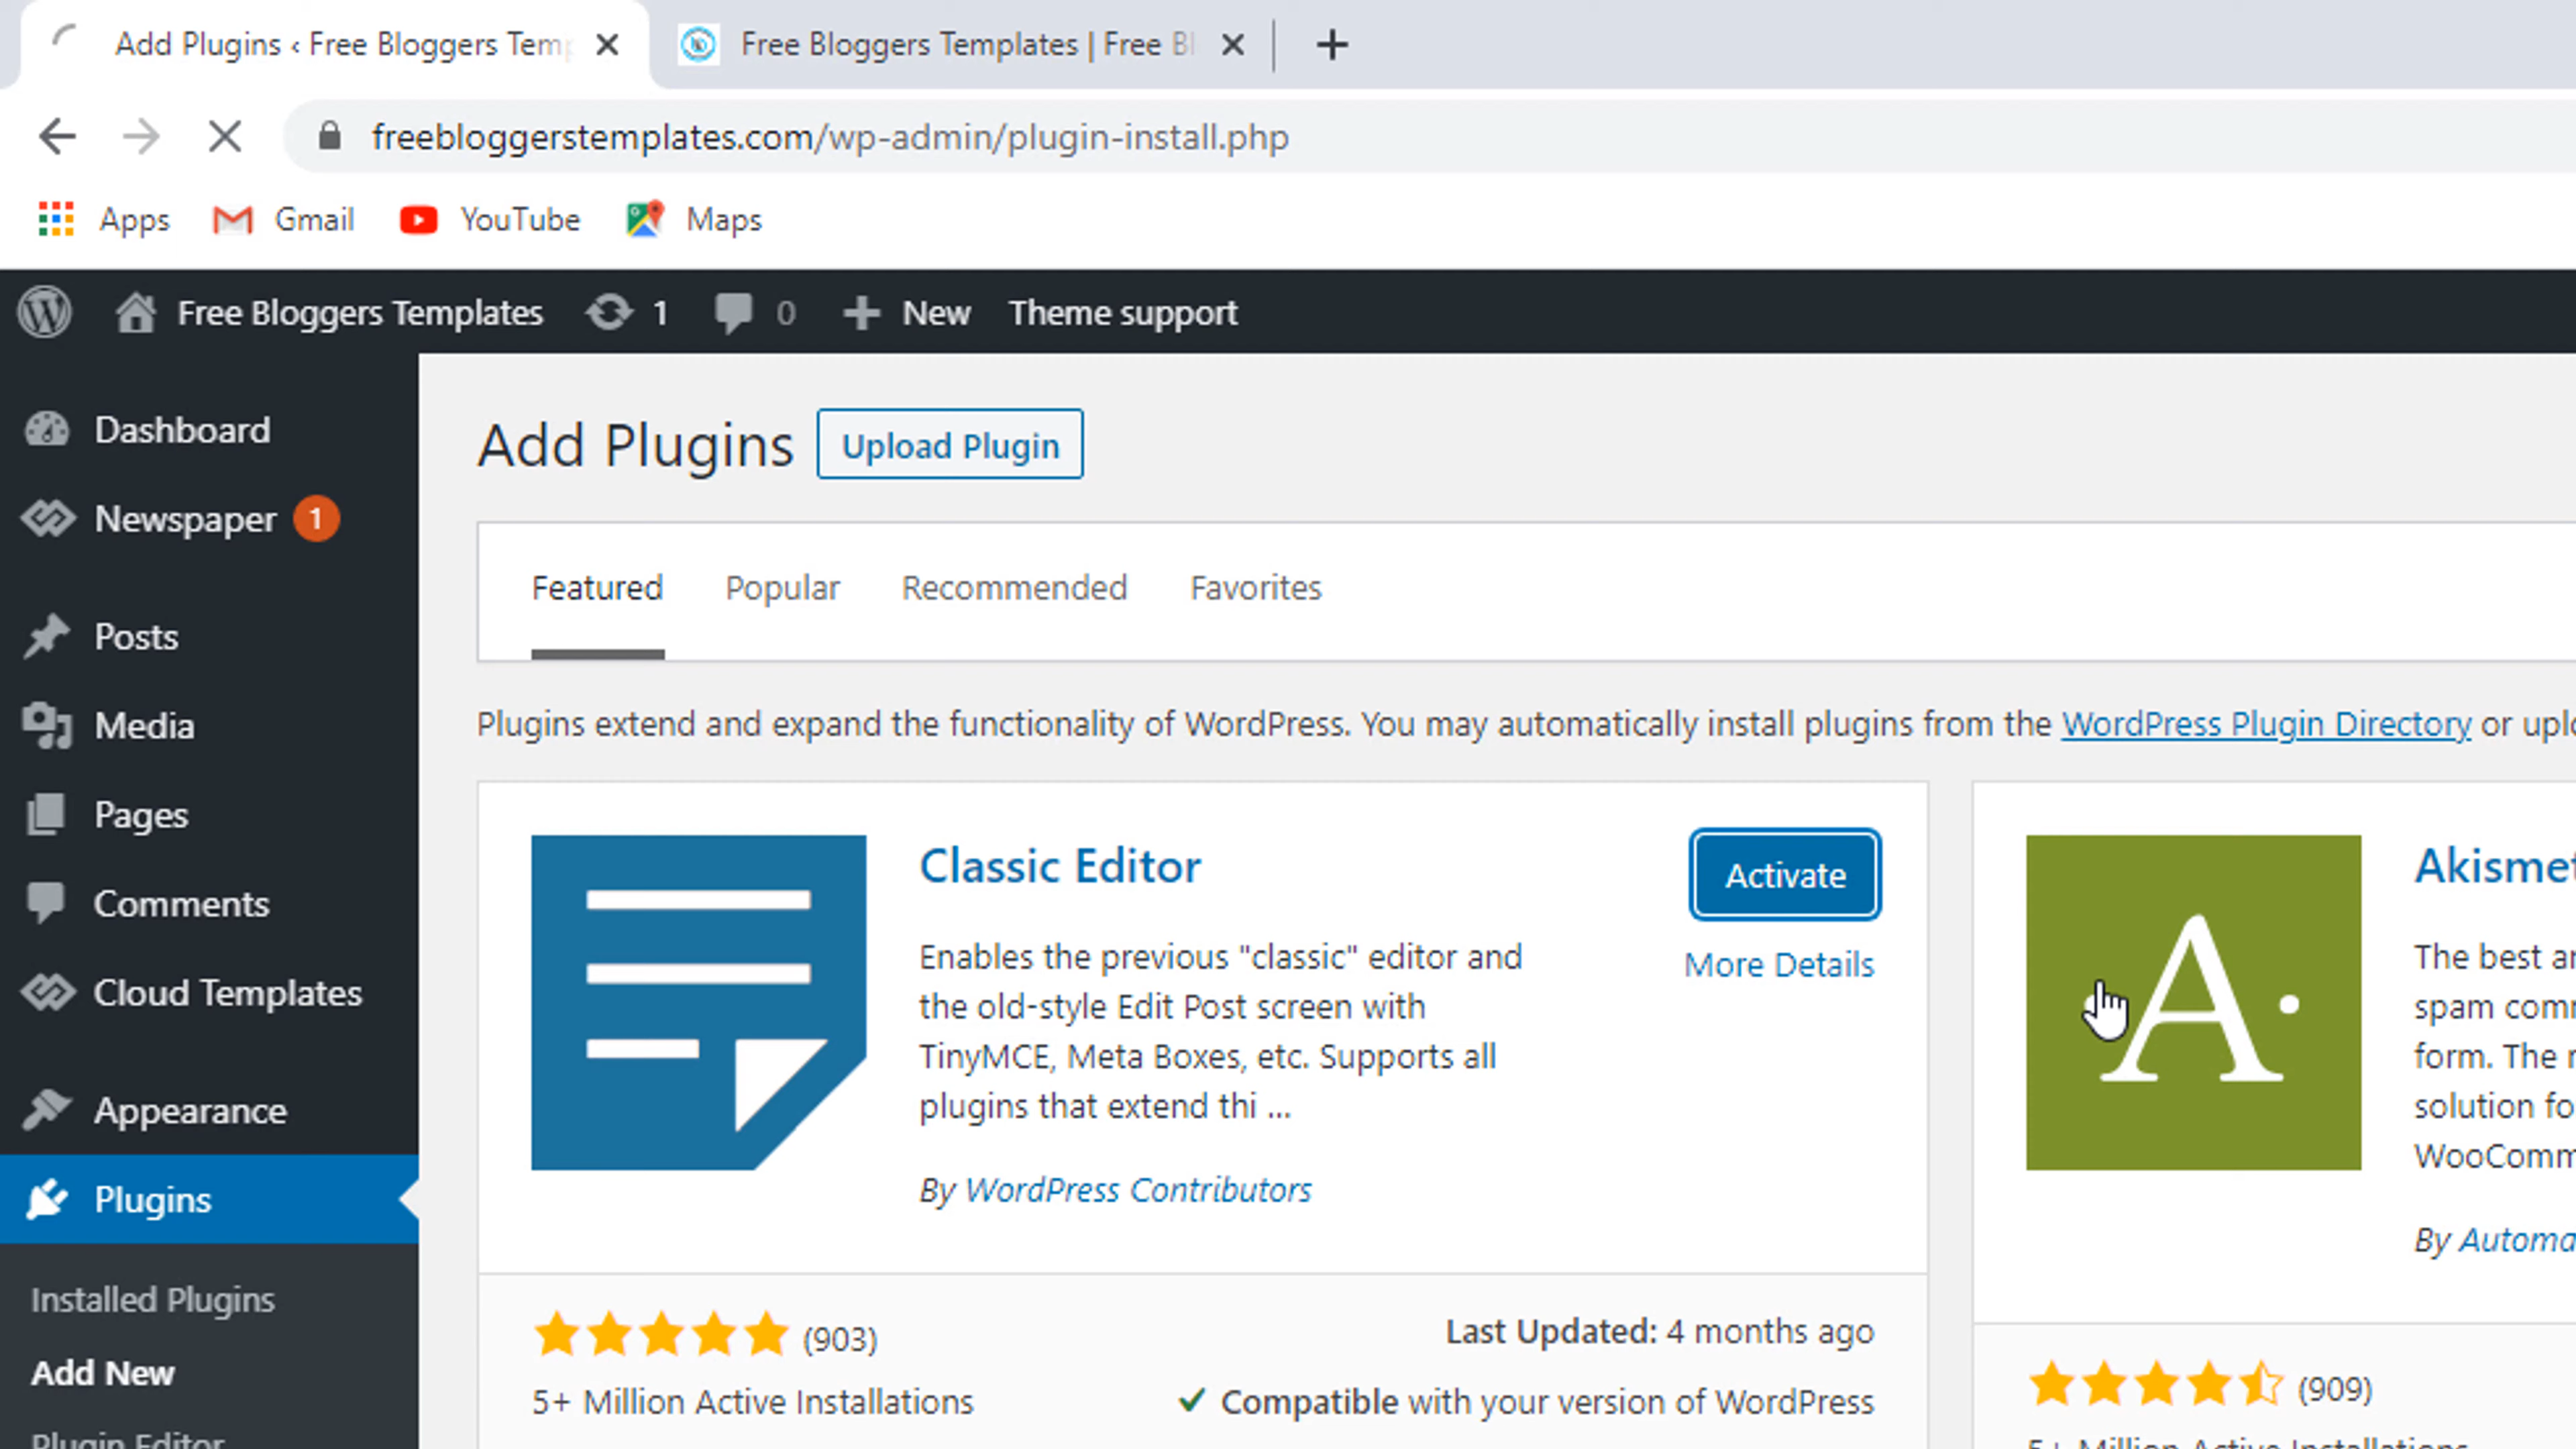 Add Plugins ‹ Free Bloggers Temp
Free Bloggers Templates | Free Bl
freebloggerstemplates.com/wp-admin/plugin-install.php
Apps
Gmail
YouTube
Maps
Free Bloggers Templates
1
0
New
Theme support
Dashboard
Newspaper 1
Posts
Media
Pages
Comments
Cloud Templates
Appearance
Plugins
Installed Plugins
Add New
Plugin Editor
Add Plugins
Upload Plugin
Featured
Popular
Recommended
Favorites
Plugins extend and expand the functionality of WordPress. You may automatically install plugins from the WordPress Plugin Directory or uplo
Classic Editor
Activate
More Details
Enables the previous "classic" editor and
the old-style Edit Post screen with
TinyMCE, Meta Boxes, etc. Supports all
plugins that extend thi ...
By WordPress Contributors
(903)
Last Updated: 4 months ago
5+ Million Active Installations
Compatible with your version of WordPress
A
Akismet
The best an
spam comm
form. The m
solution fo
WooComm
By Automa
(909)
5+ Million Active Installations